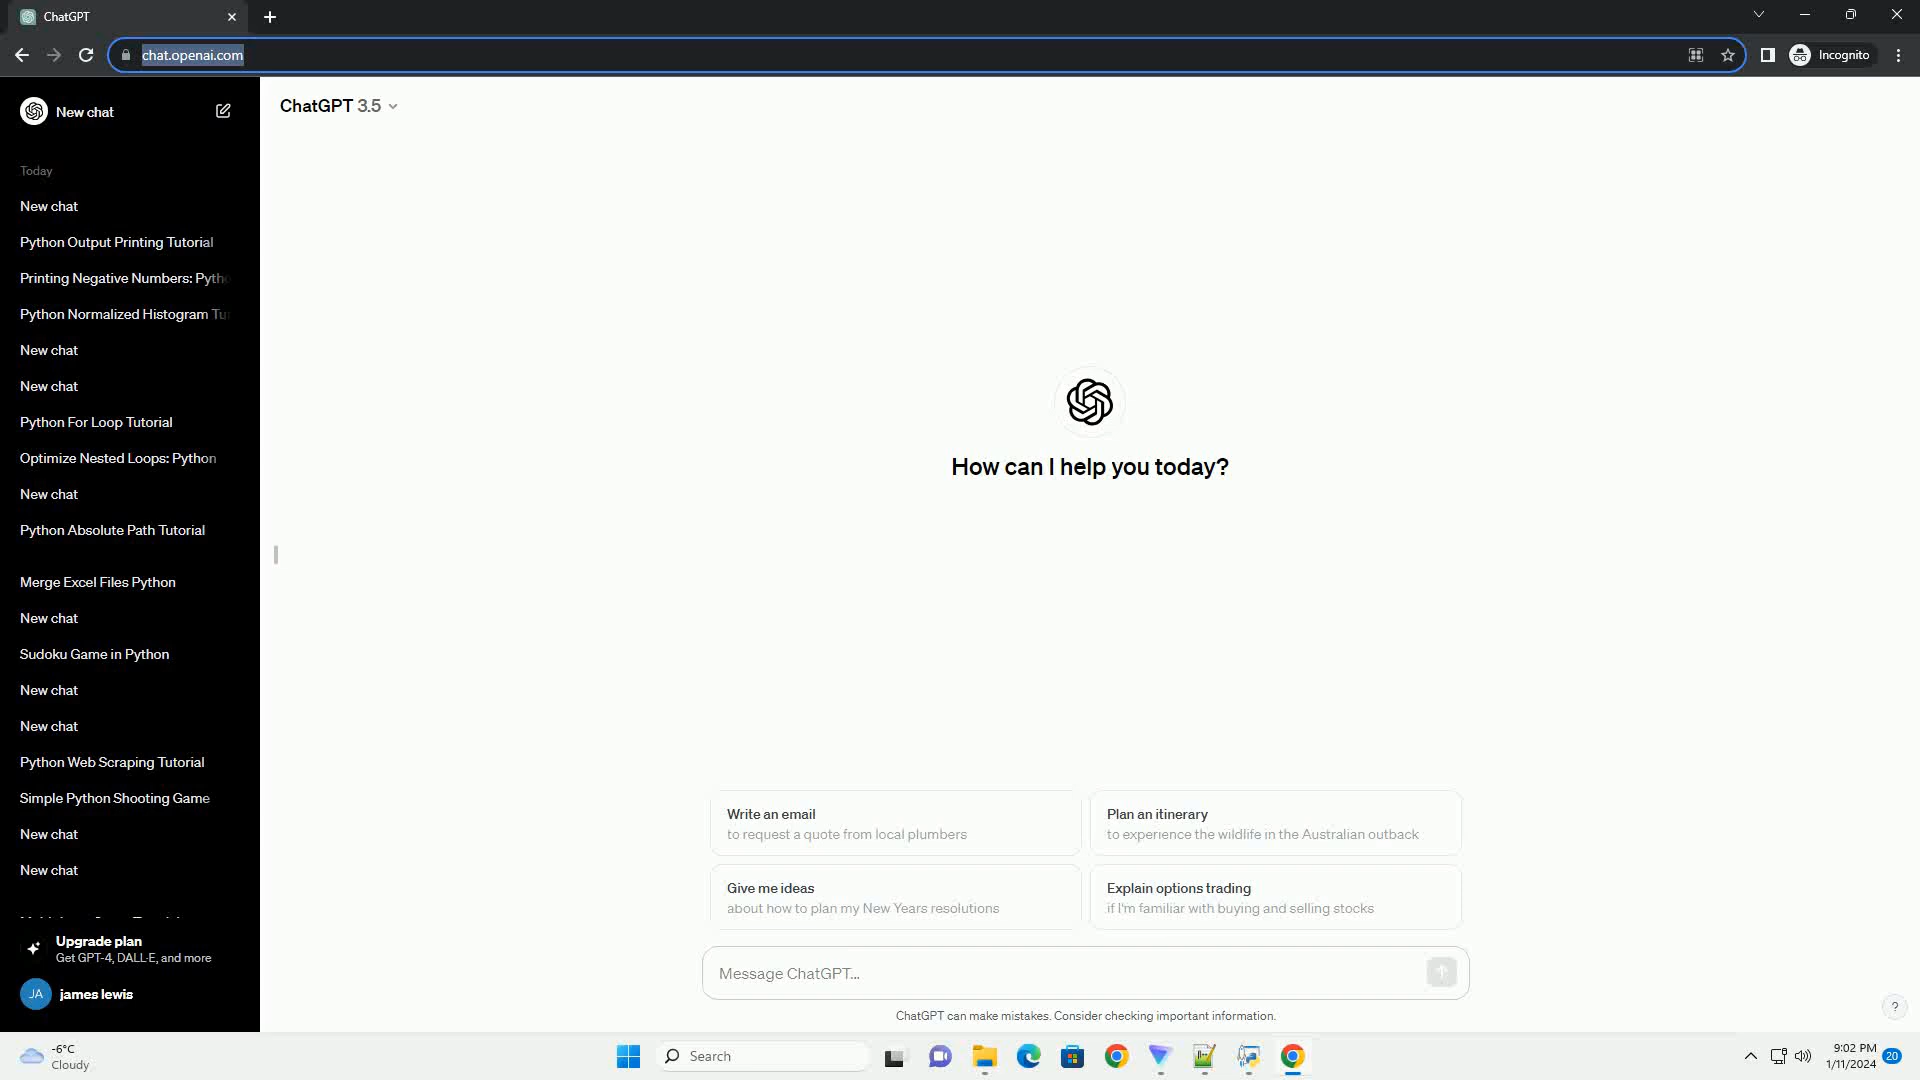 ChatGPT
chat.openai.com
Incognito
New chat
ChatGPT 3.5
Today
New chat
Python Output Printing Tutorial
Printing Negative Numbers:
Python Normalized Histogram
New chat
New chat
Python For Loop Tutorial
Optimize Nested Loops: Python
New chat
Python Absolute Path Tutorial
Merge Excel Files Python
New chat
Sudoku Game in Python
New chat
New chat
Python Web Scraping Tutorial
Simple Python Shooting Game
New chat
New chat
Upgrade plan
Get GPT-4, DALL·E, and more
JA james lewis
How can I help you today?
Write an email
to request a quote from local plumbers
Plan an itinerary
to experience the wildlife in the Australian outback
Give me ideas
about how to plan my New Years resolutions
Explain options trading
if I'm familiar with buying and selling stocks
Message ChatGPT...
ChatGPT can make mistakes. Consider checking important information.
?
-6°C
Cloudy
Search
9:02 PM
1/11/2024
20